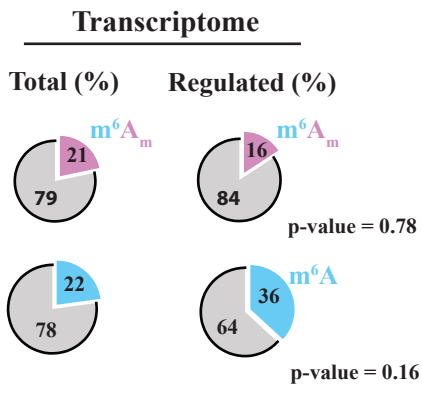 Transcriptome
Total (%) Regulated (%)
m⁶Aₘ m⁶Aₘ
21 16
79 84
p-value = 0.78
m⁶A
22 36
78 64
p-value = 0.16